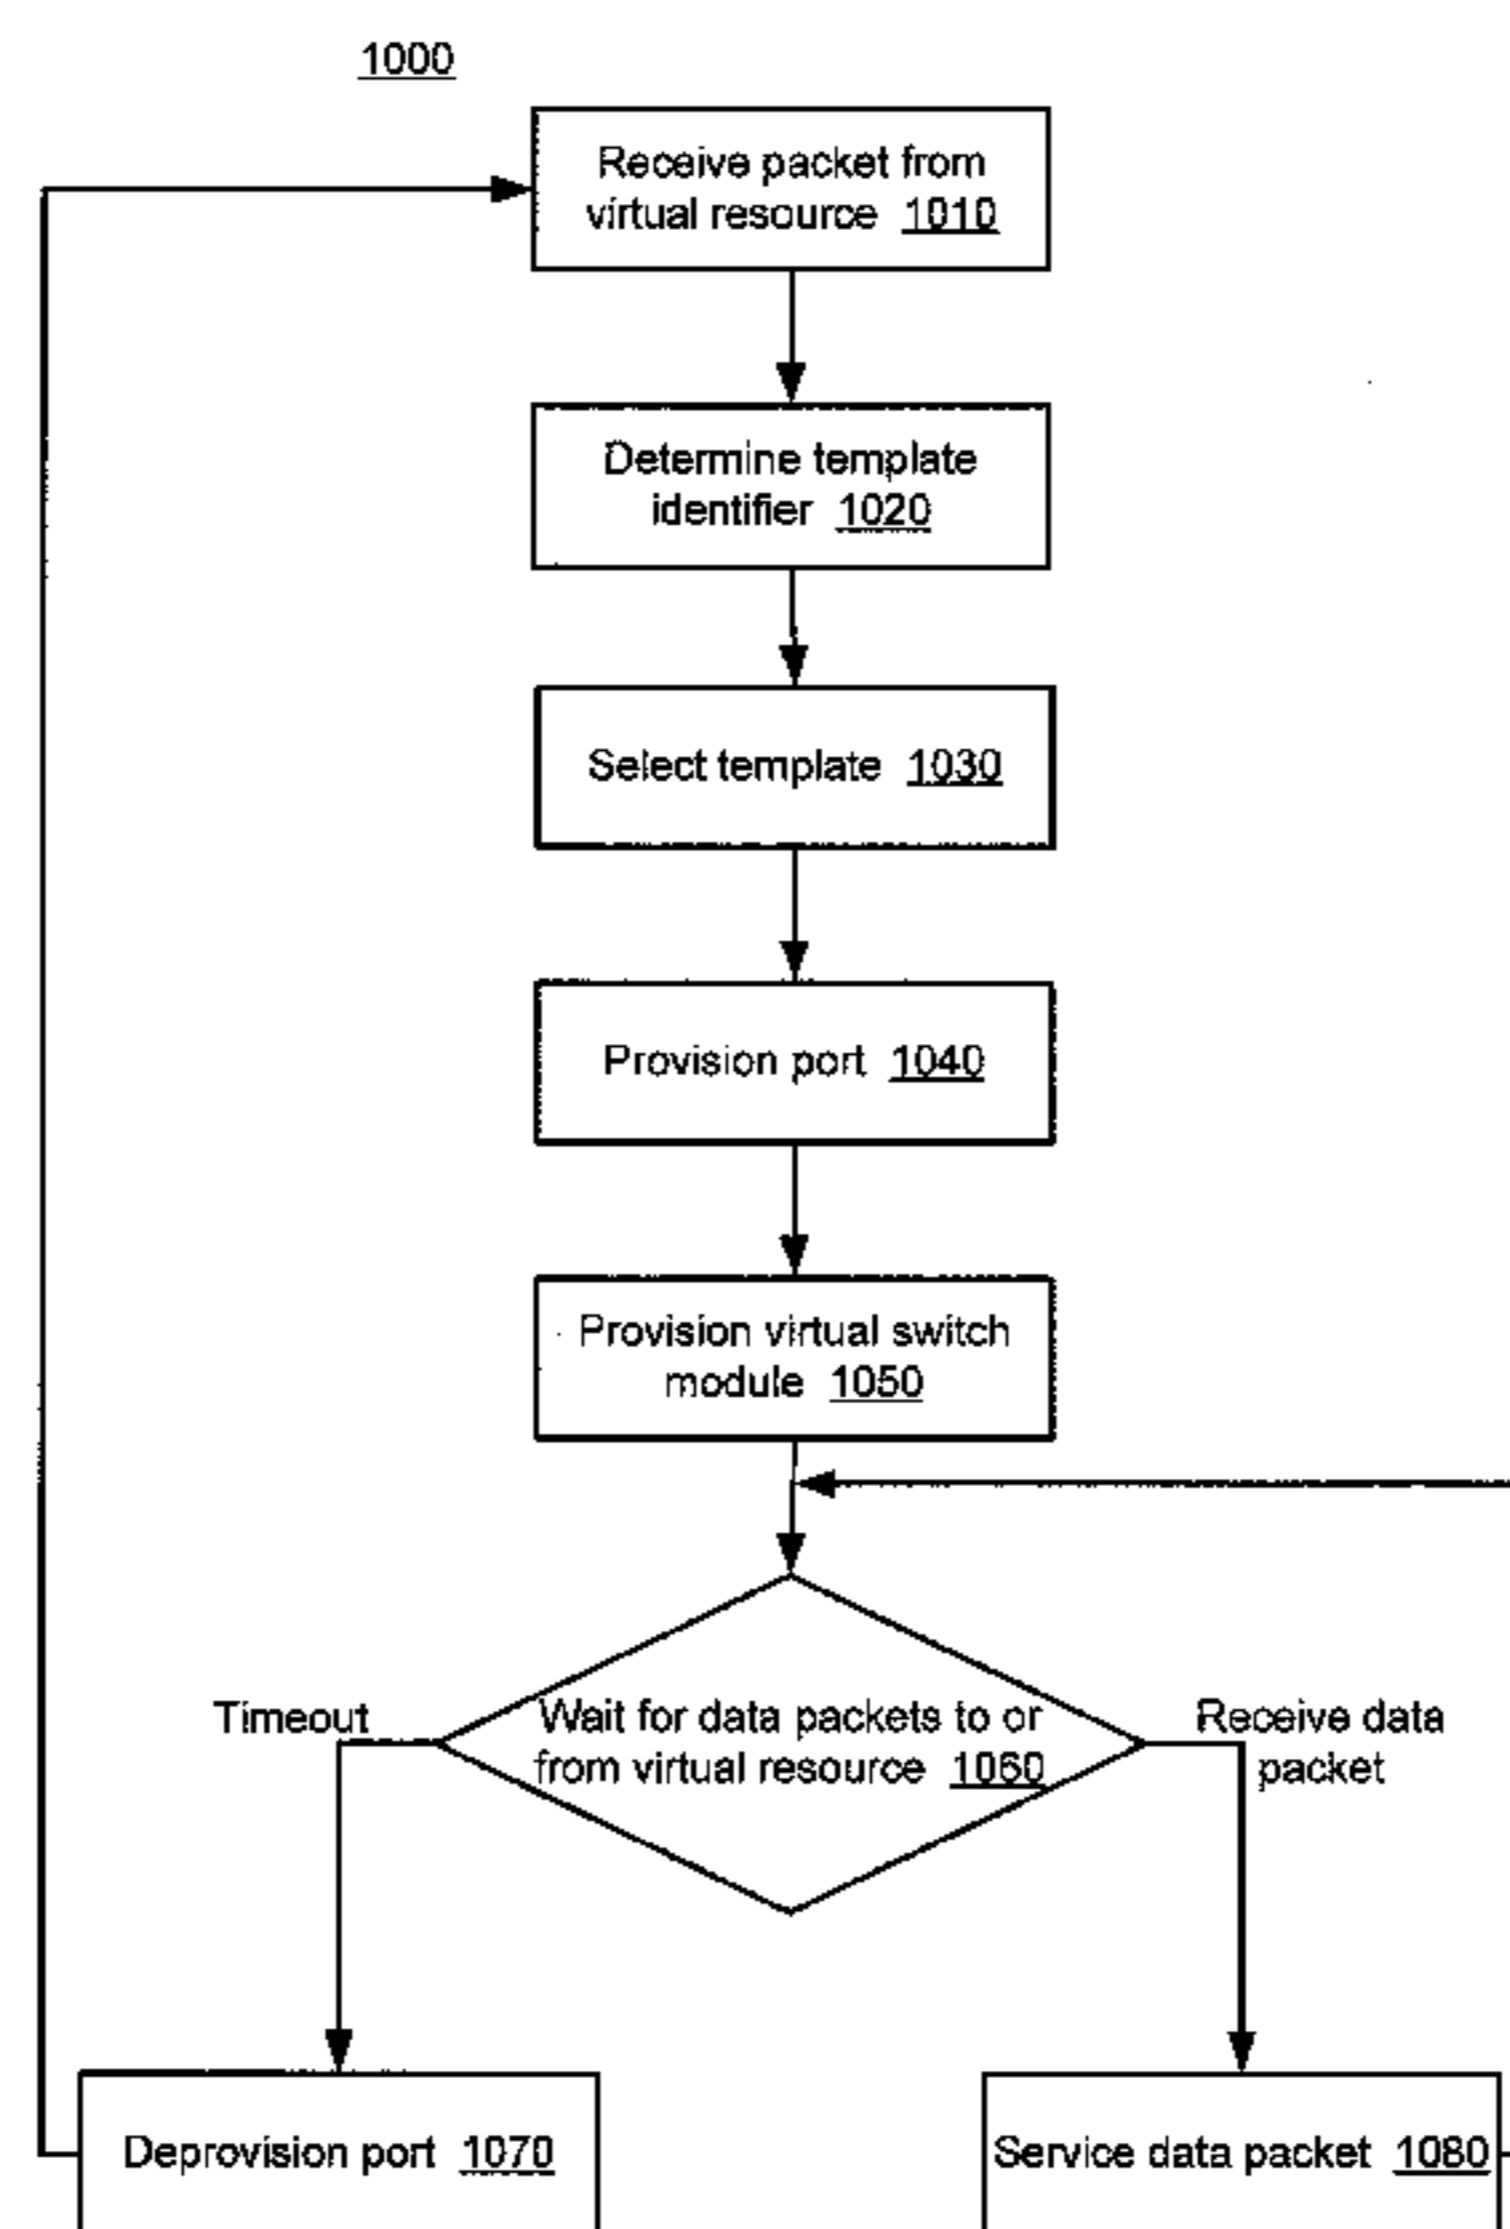 1000
Receive packet from
virtual resource 1010
Determine template
identifier 1020
Select template 1030
Provision port 1040
Provision virtual switch
module 1050
Timeout
Wait for data packets to or
from virtual resource 1060
Receive data
packet
Deprovision port 1070
Service data packet 1080